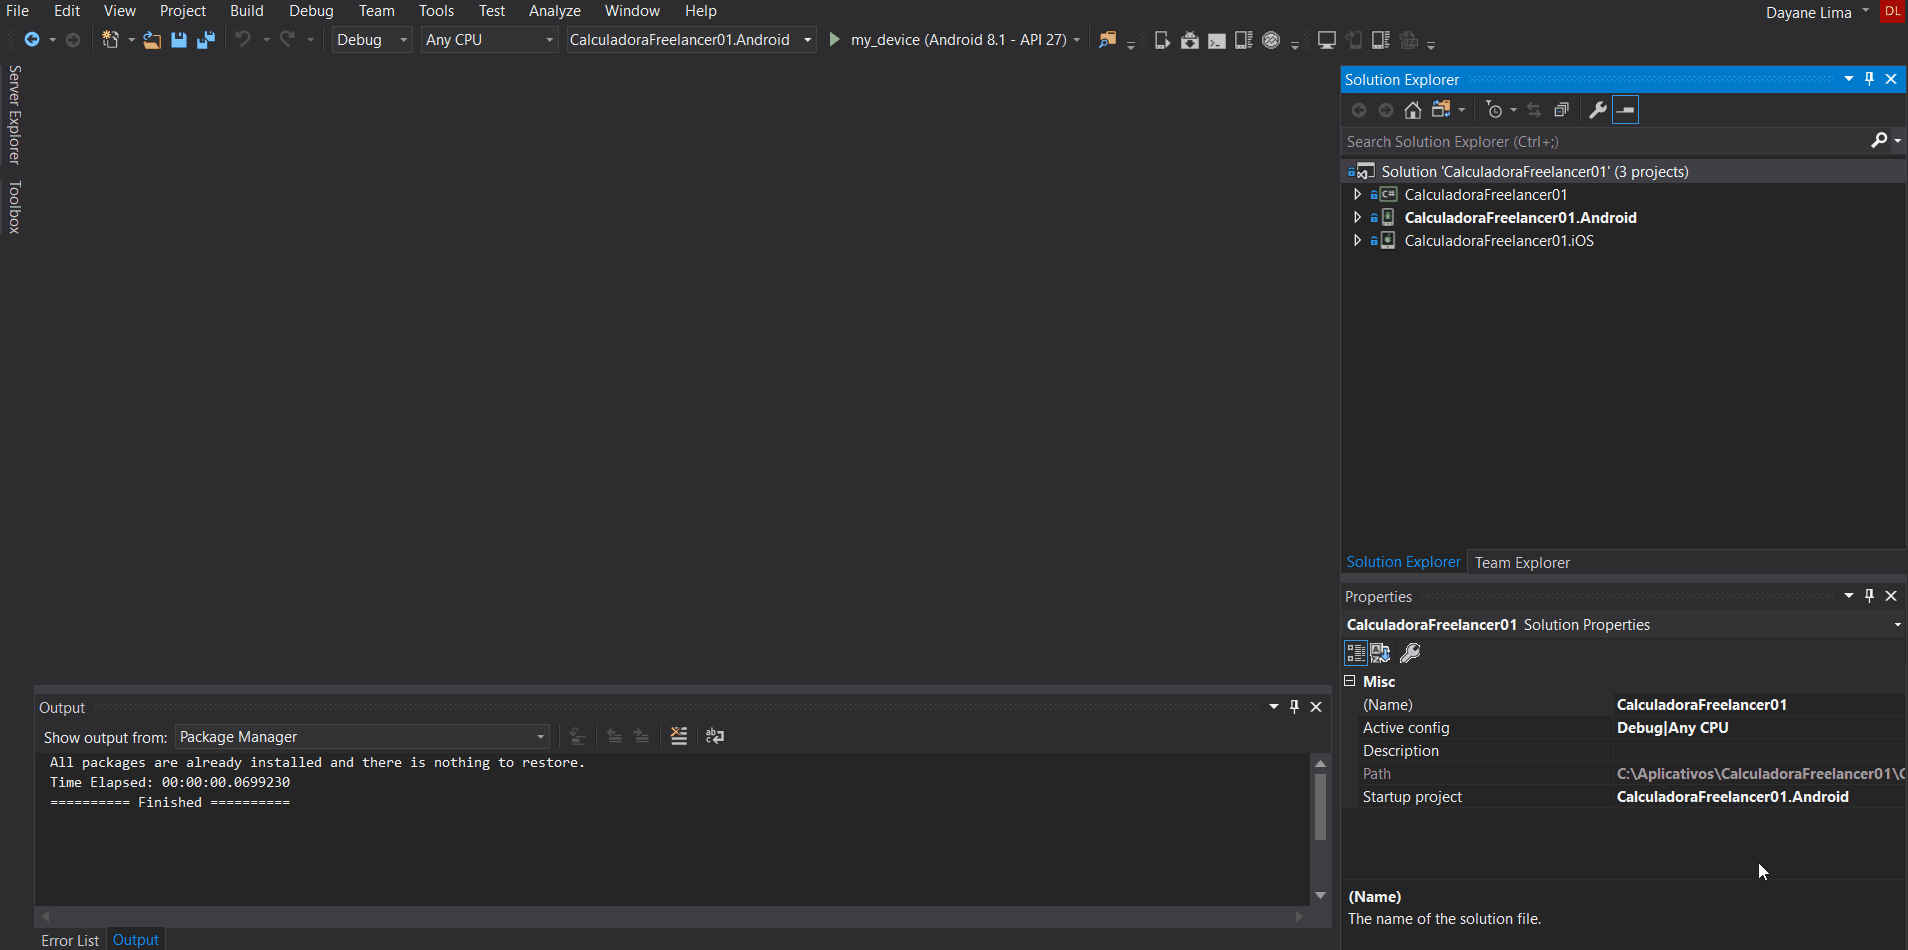 File Edit View Project Build Debug Team Tools Test Analyze Window Help
Dayane Lima DL
Debug Any CPU CalculadoraFreelancer01.Android my_device (Android 8.1 - API 27)
Server Explorer
Toolbox
Solution Explorer
Search Solution Explorer (Ctrl+;)
Solution 'CalculadoraFreelancer01' (3 projects)
C# CalculadoraFreelancer01
CalculadoraFreelancer01.Android
CalculadoraFreelancer01.iOS
Solution Explorer Team Explorer
Properties
CalculadoraFreelancer01 Solution Properties
Misc
(Name) CalculadoraFreelancer01
Active config Debug|Any CPU
Description
Path C:\Aplicativos\CalculadoraFreelancer01\C
Startup project CalculadoraFreelancer01.Android
(Name)
The name of the solution file.
Output
Show output from: Package Manager
All packages are already installed and there is nothing to restore.
Time Elapsed: 00:00:00.0699230
========== Finished ==========
Error List Output